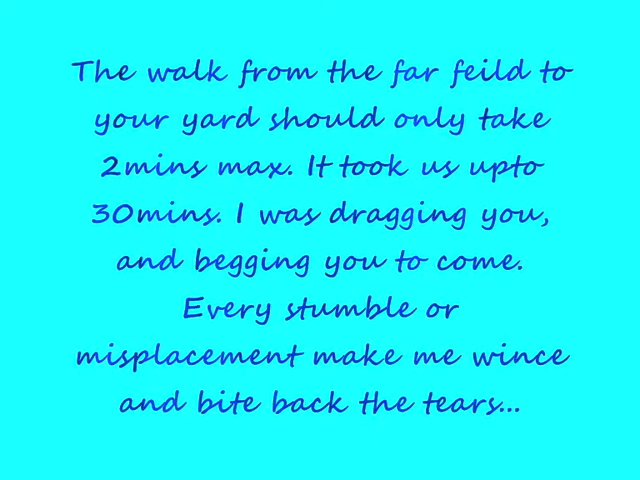 The walk from the far feild to
your yard should only take
2mins max. It took us upto
30mins. I was dragging you,
and begging you to come.
Every stumble or
misplacement make me wince
and bite back the tears...